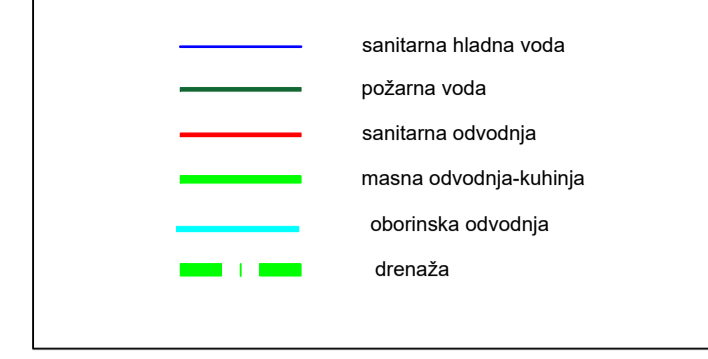 sanitarna hladna voda
požarna voda
sanitarna odvodnja
masna odvodnja-kuhinja
oborinska odvodnja
drenaža